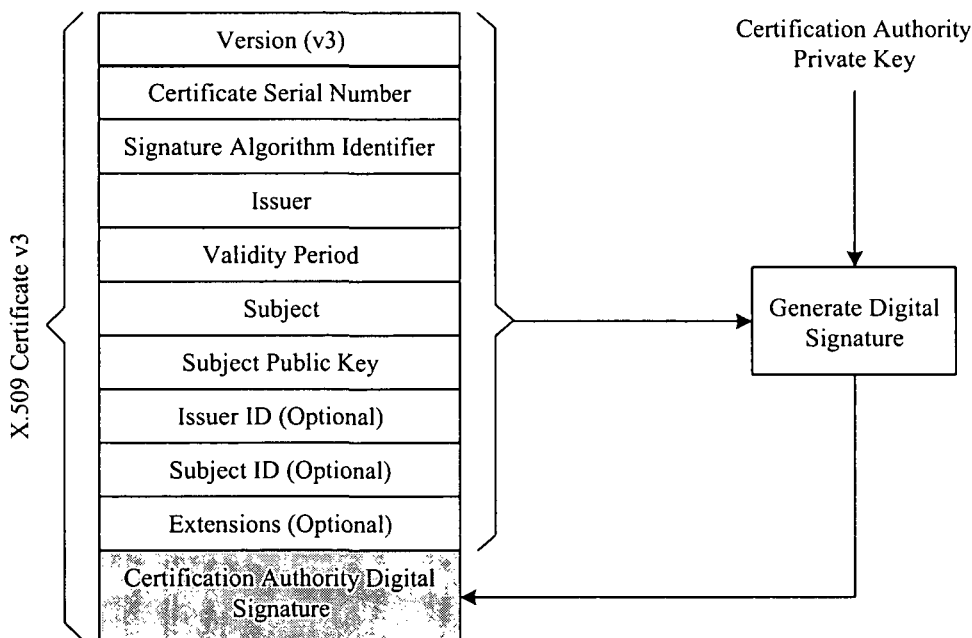 Version (v3)
Certificate Serial Number
Signature Algorithm Identifier
Issuer
Validity Period
Subject
Subject Public Key
Issuer ID (Optional)
Subject ID (Optional)
Extensions (Optional)
Certification Authority Digital
Signature
X.509 Certificate v3
Certification Authority
Private Key
Generate Digital
Signature